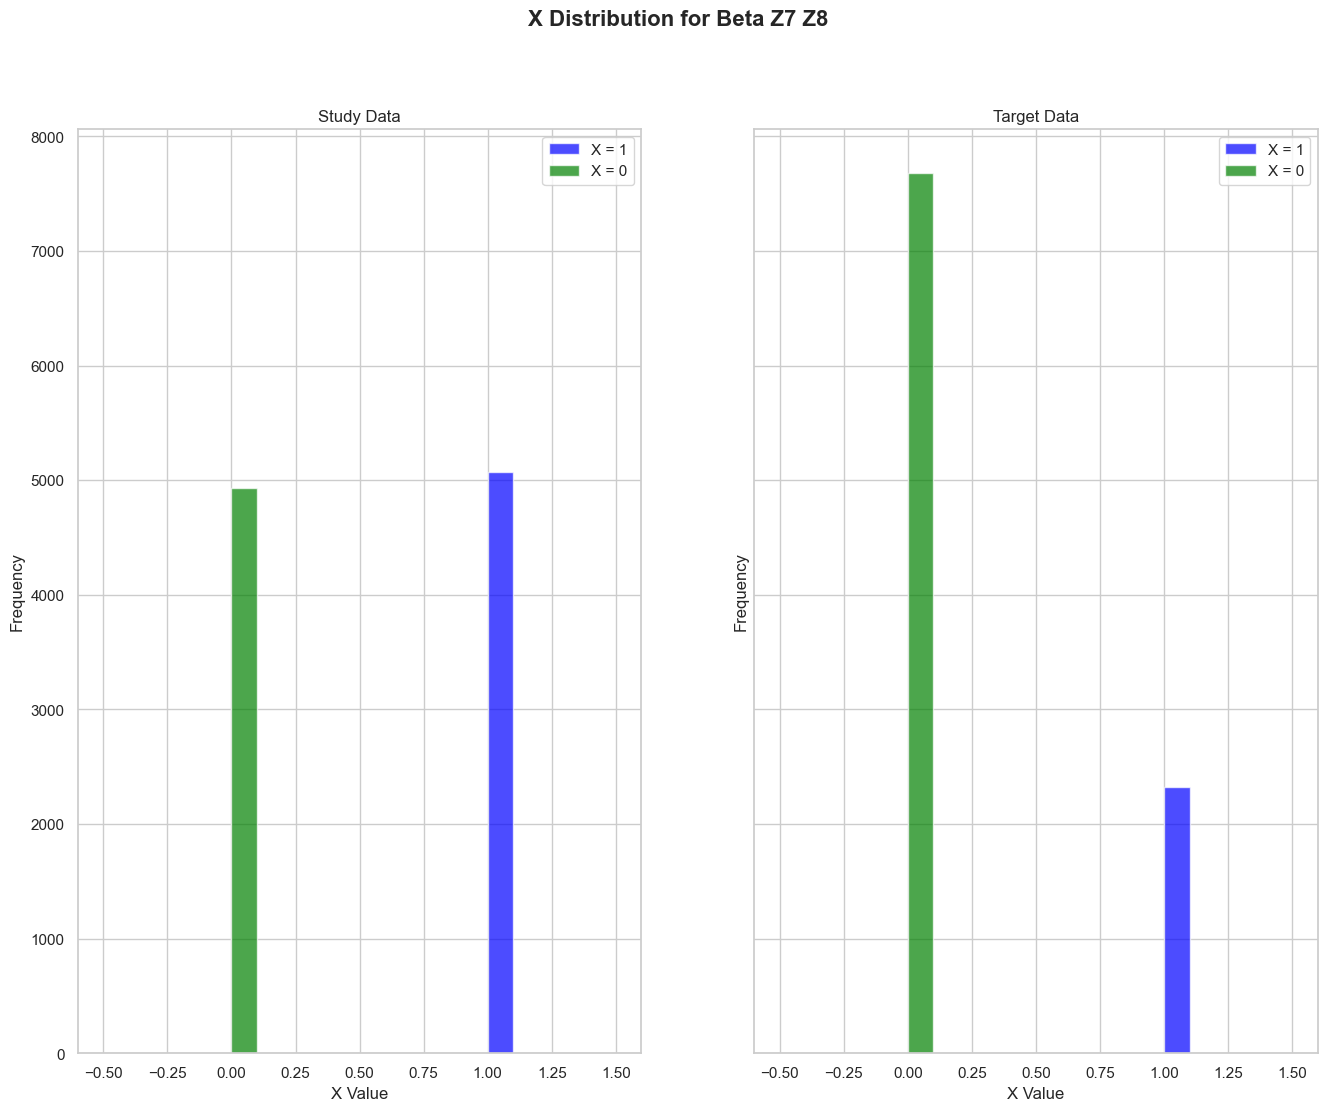 X Distribution for Beta Z7 Z8
Study Data
X = 1
X = 0
8000
7000
6000
5000
4000
3000
2000
1000
0
Frequency
−0.50 −0.25 0.00 0.25 0.50 0.75 1.00 1.25 1.50
X Value
Target Data
X = 1
X = 0
Frequency
−0.50 −0.25 0.00 0.25 0.50 0.75 1.00 1.25 1.50
X Value